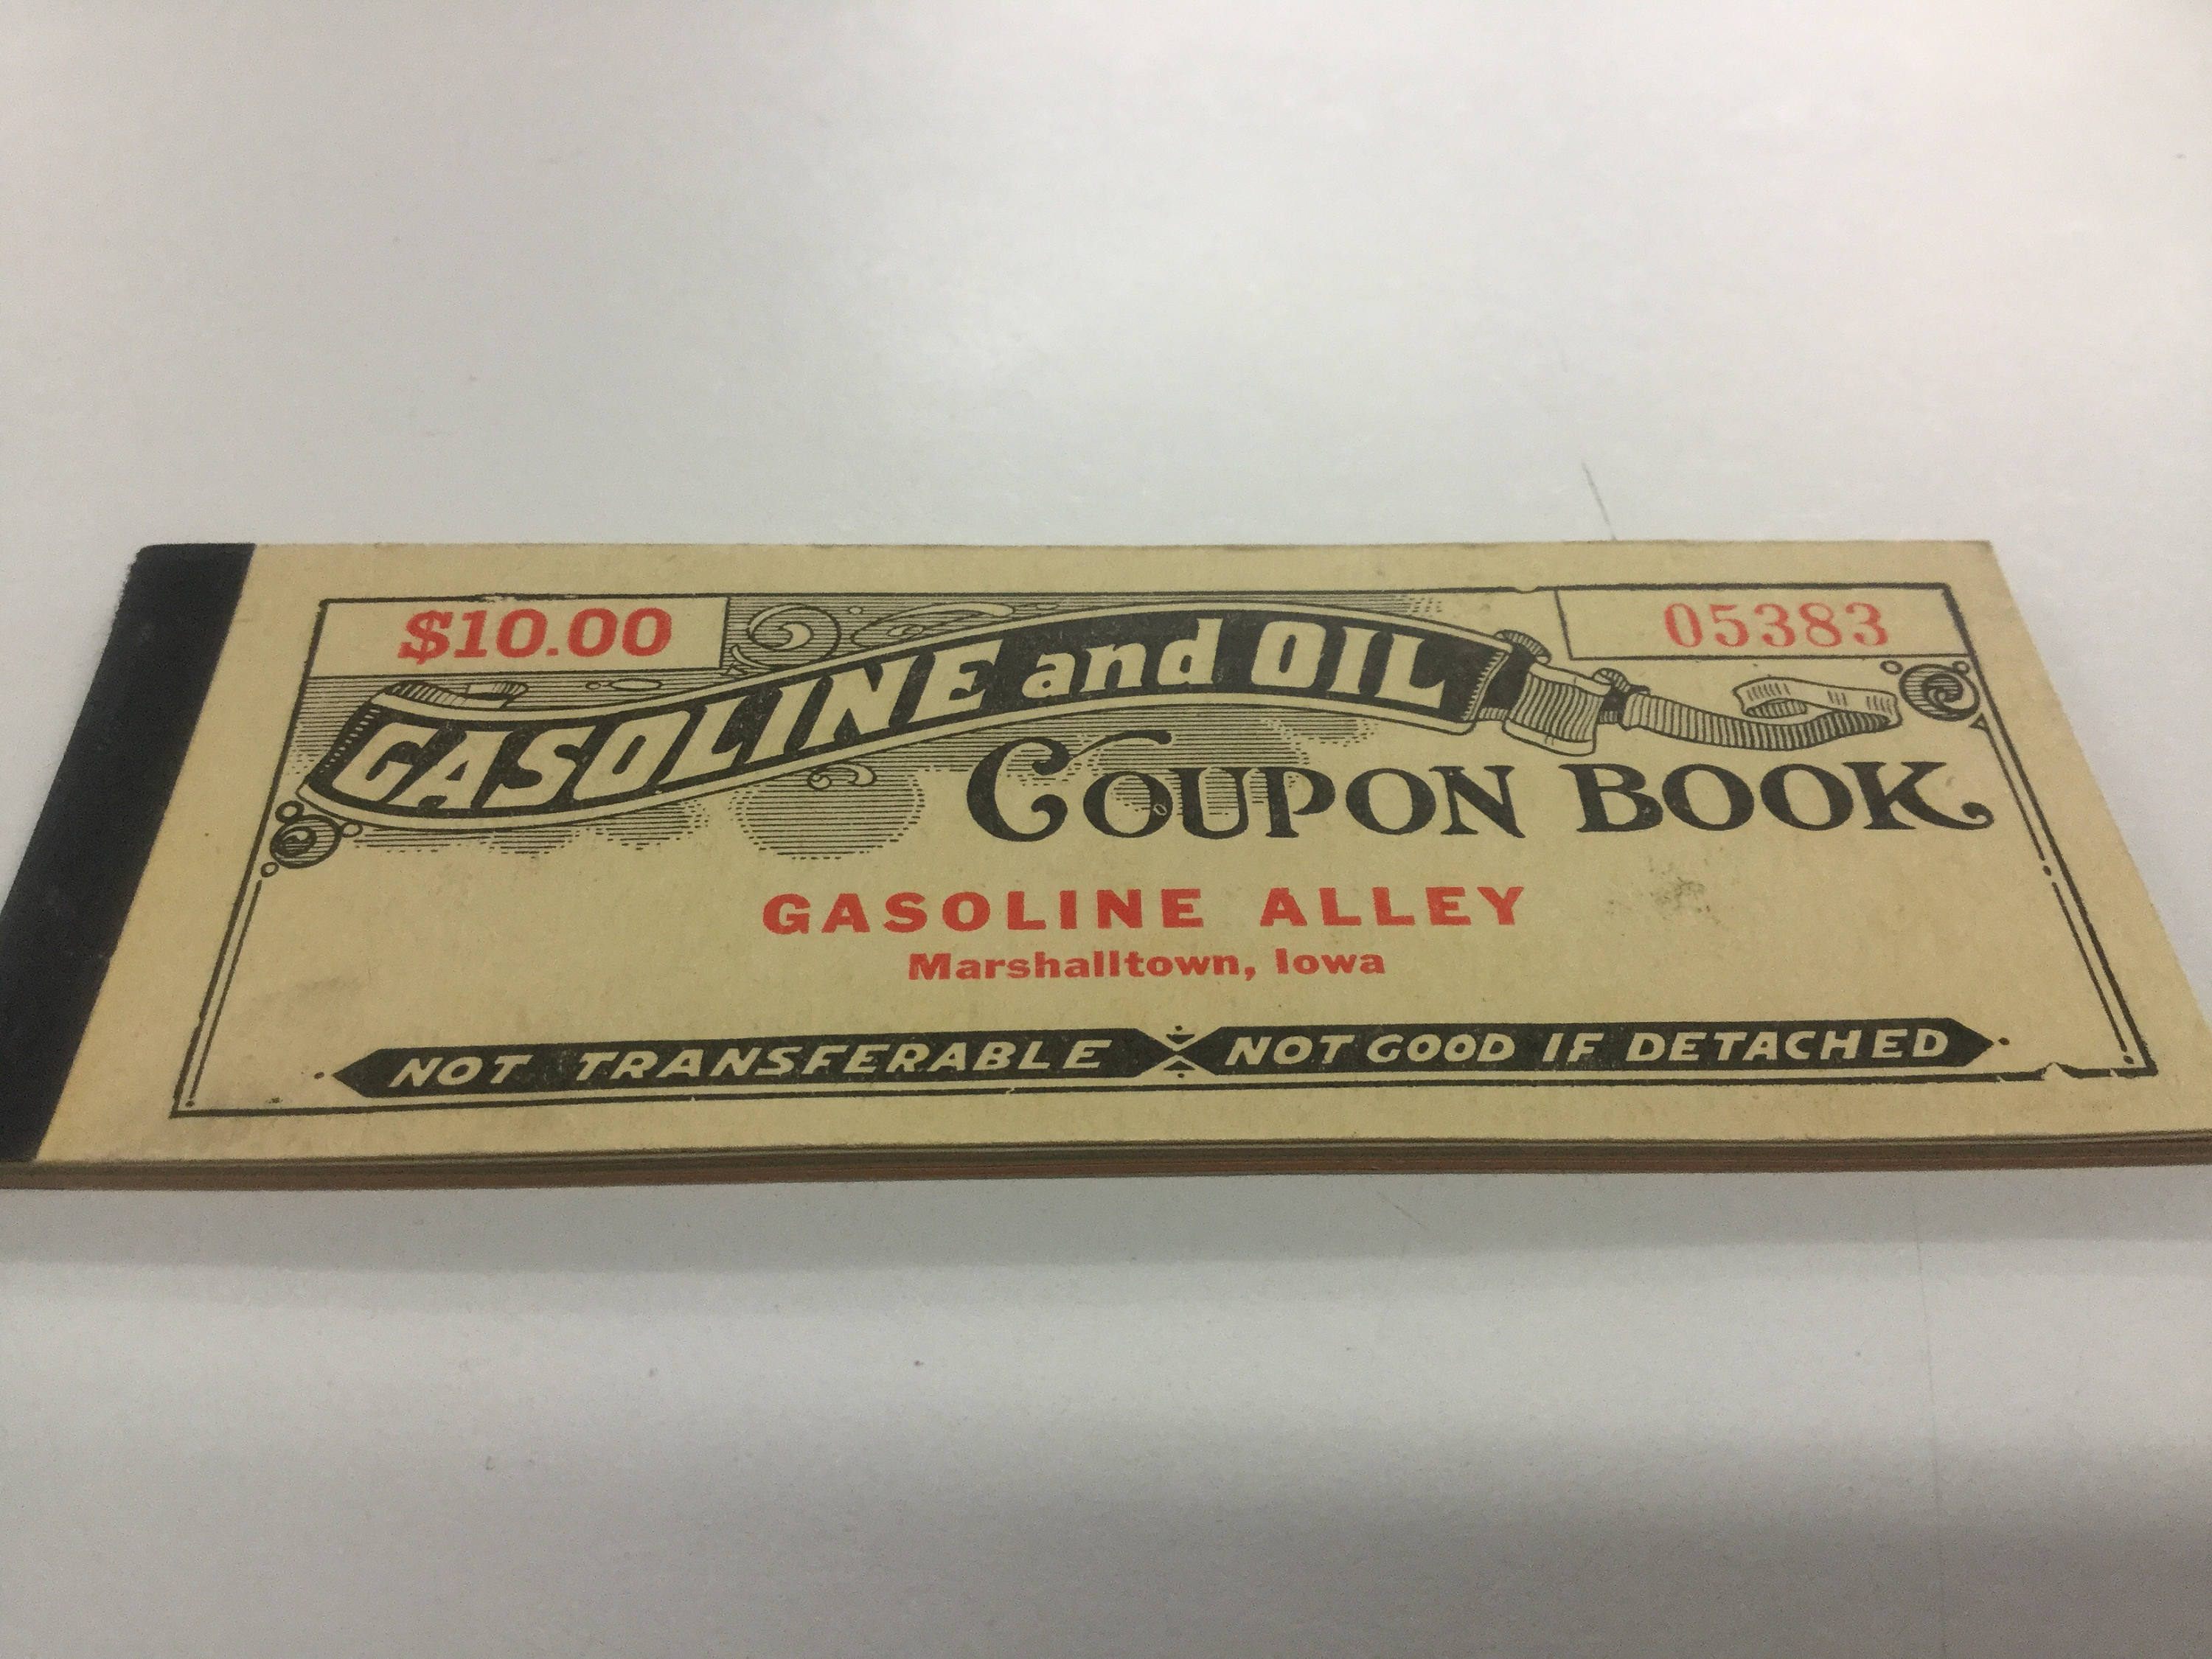 $10.00
05383
GASOLINE and OIL
COUPON BOOK
GASOLINE ALLEY
Marshalltown, Iowa
NOT TRANSFERABLE NOT GOOD IF DETACHED